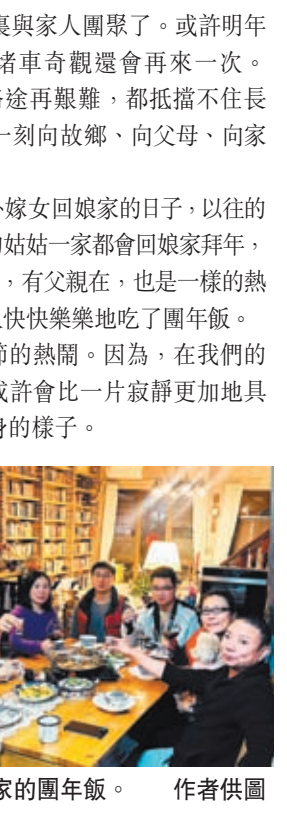 裏與家人團聚了。或許明年
堵車奇觀還會再來一次。
路途再艱難，都抵擋不住長
一刻向故鄉、向父母、向家
外嫁女回娘家的日子，以往的
姑姑一家都會回娘家拜年，
，有父親在，也是一樣的熱
快快樂樂地吃了團年飯。
節的熱鬧。因為，在我們的
或許會比一片寂靜更加地具
身的樣子。
家的團年飯。　　作者供圖